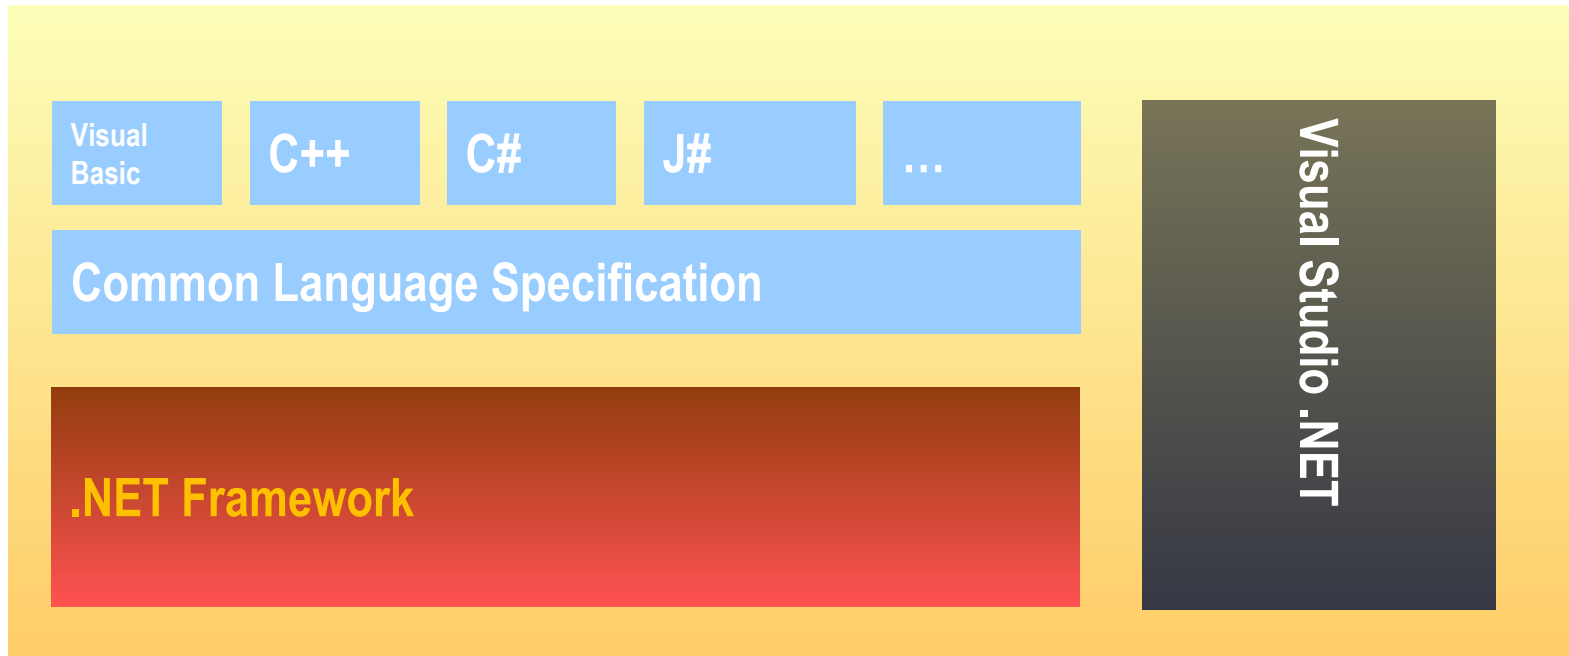 Visual
Basic
C++
C#
J#
...
Common Language Specification
.NET Framework
Visual Studio .NET